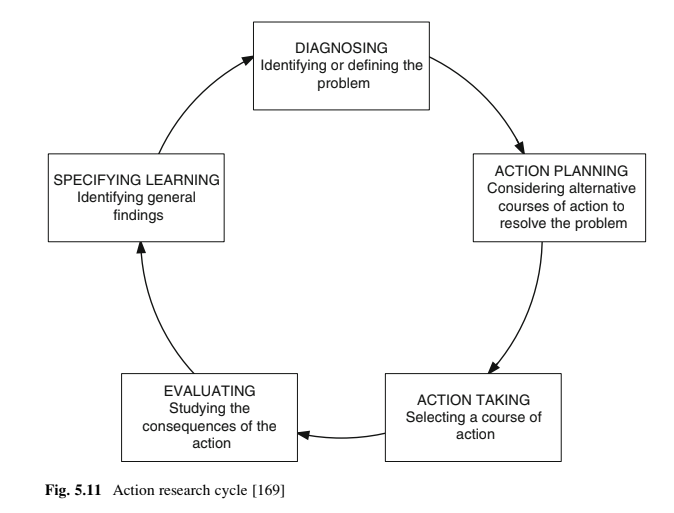 DIAGNOSING
Identifying or defining the
problem
ACTION PLANNING
Considering alternative
courses of action to
resolve the problem
ACTION TAKING
Selecting a course of
action
EVALUATING
Studying the
consequences of the
action
SPECIFYING LEARNING
Identifying general
findings
Fig. 5.11 Action research cycle [169]